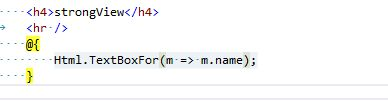 <h4>strongView</h4>
<hr />
@{
Html.TextBoxFor(m => m.name);
}